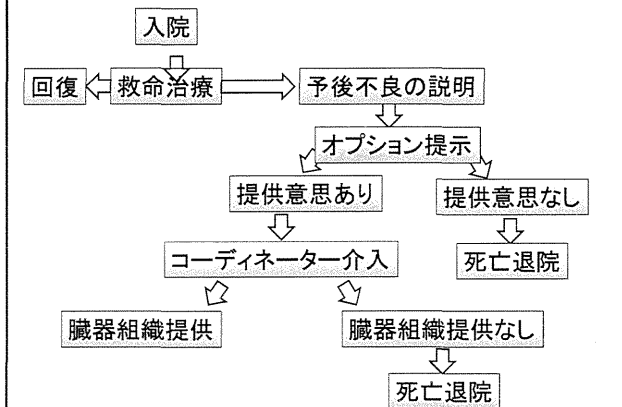 入院
回復
救命治療
予後不良の説明
オプション提示
提供意思あり
提供意思なし
コーディネーター介入
死亡退院
臓器組織提供
臓器組織提供なし
死亡退院